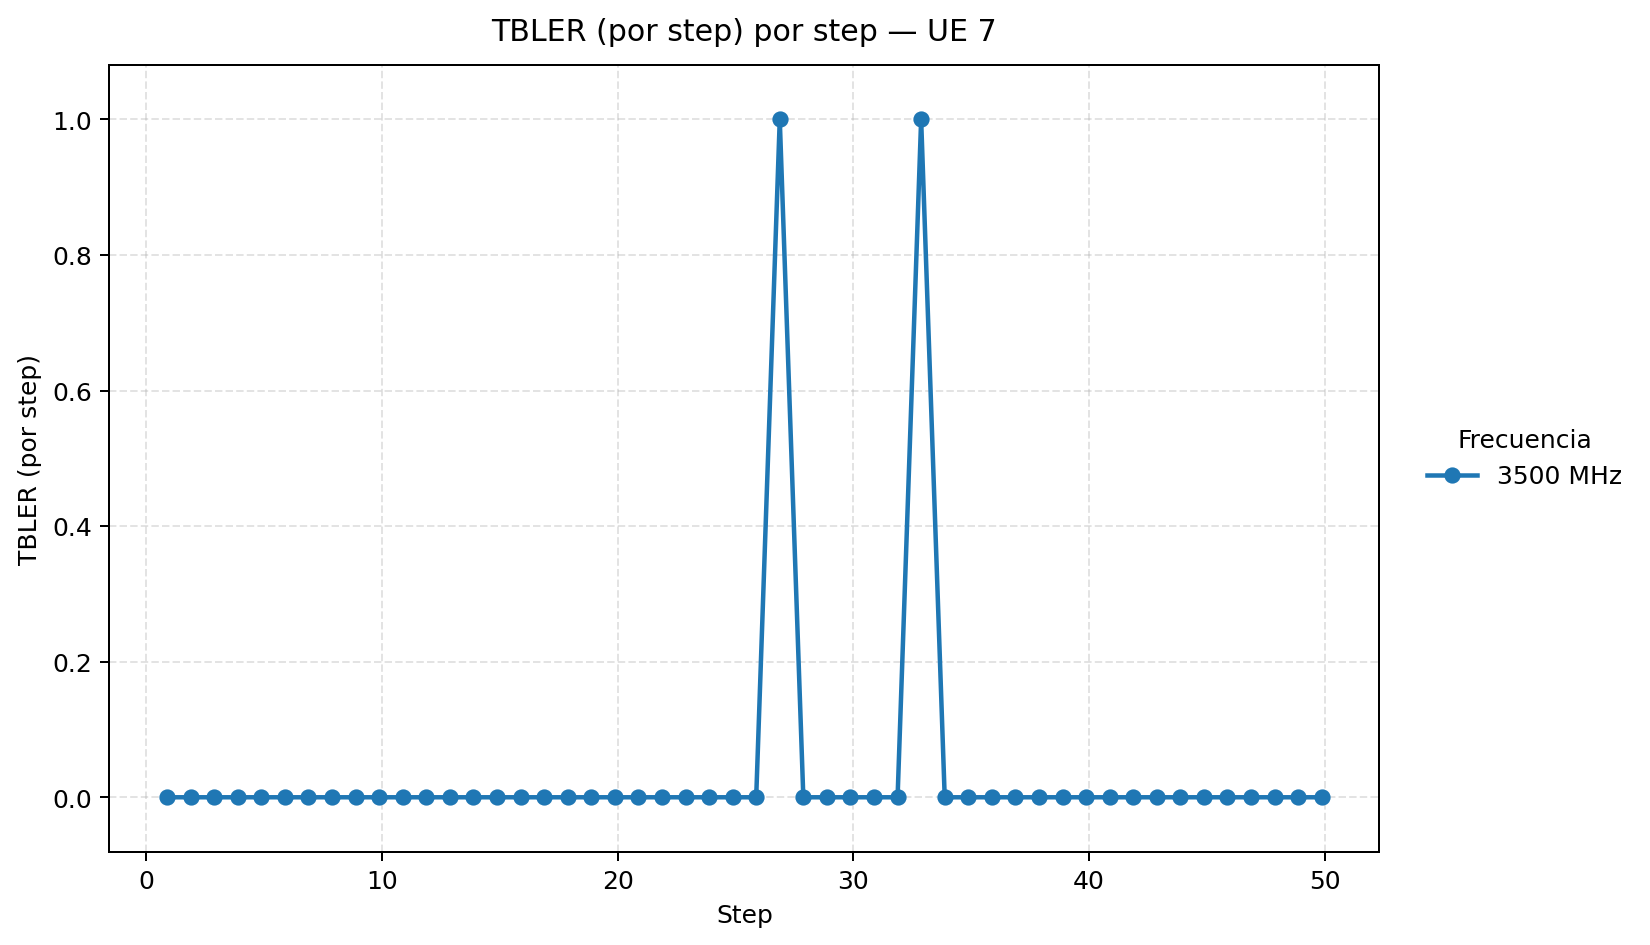 TBLER (por step) por step — UE 7
TBLER (por step)
1.0
0.8
0.6
0.4
0.2
0.0
0
10
20
30
40
50
Step
Frecuencia
3500 MHz